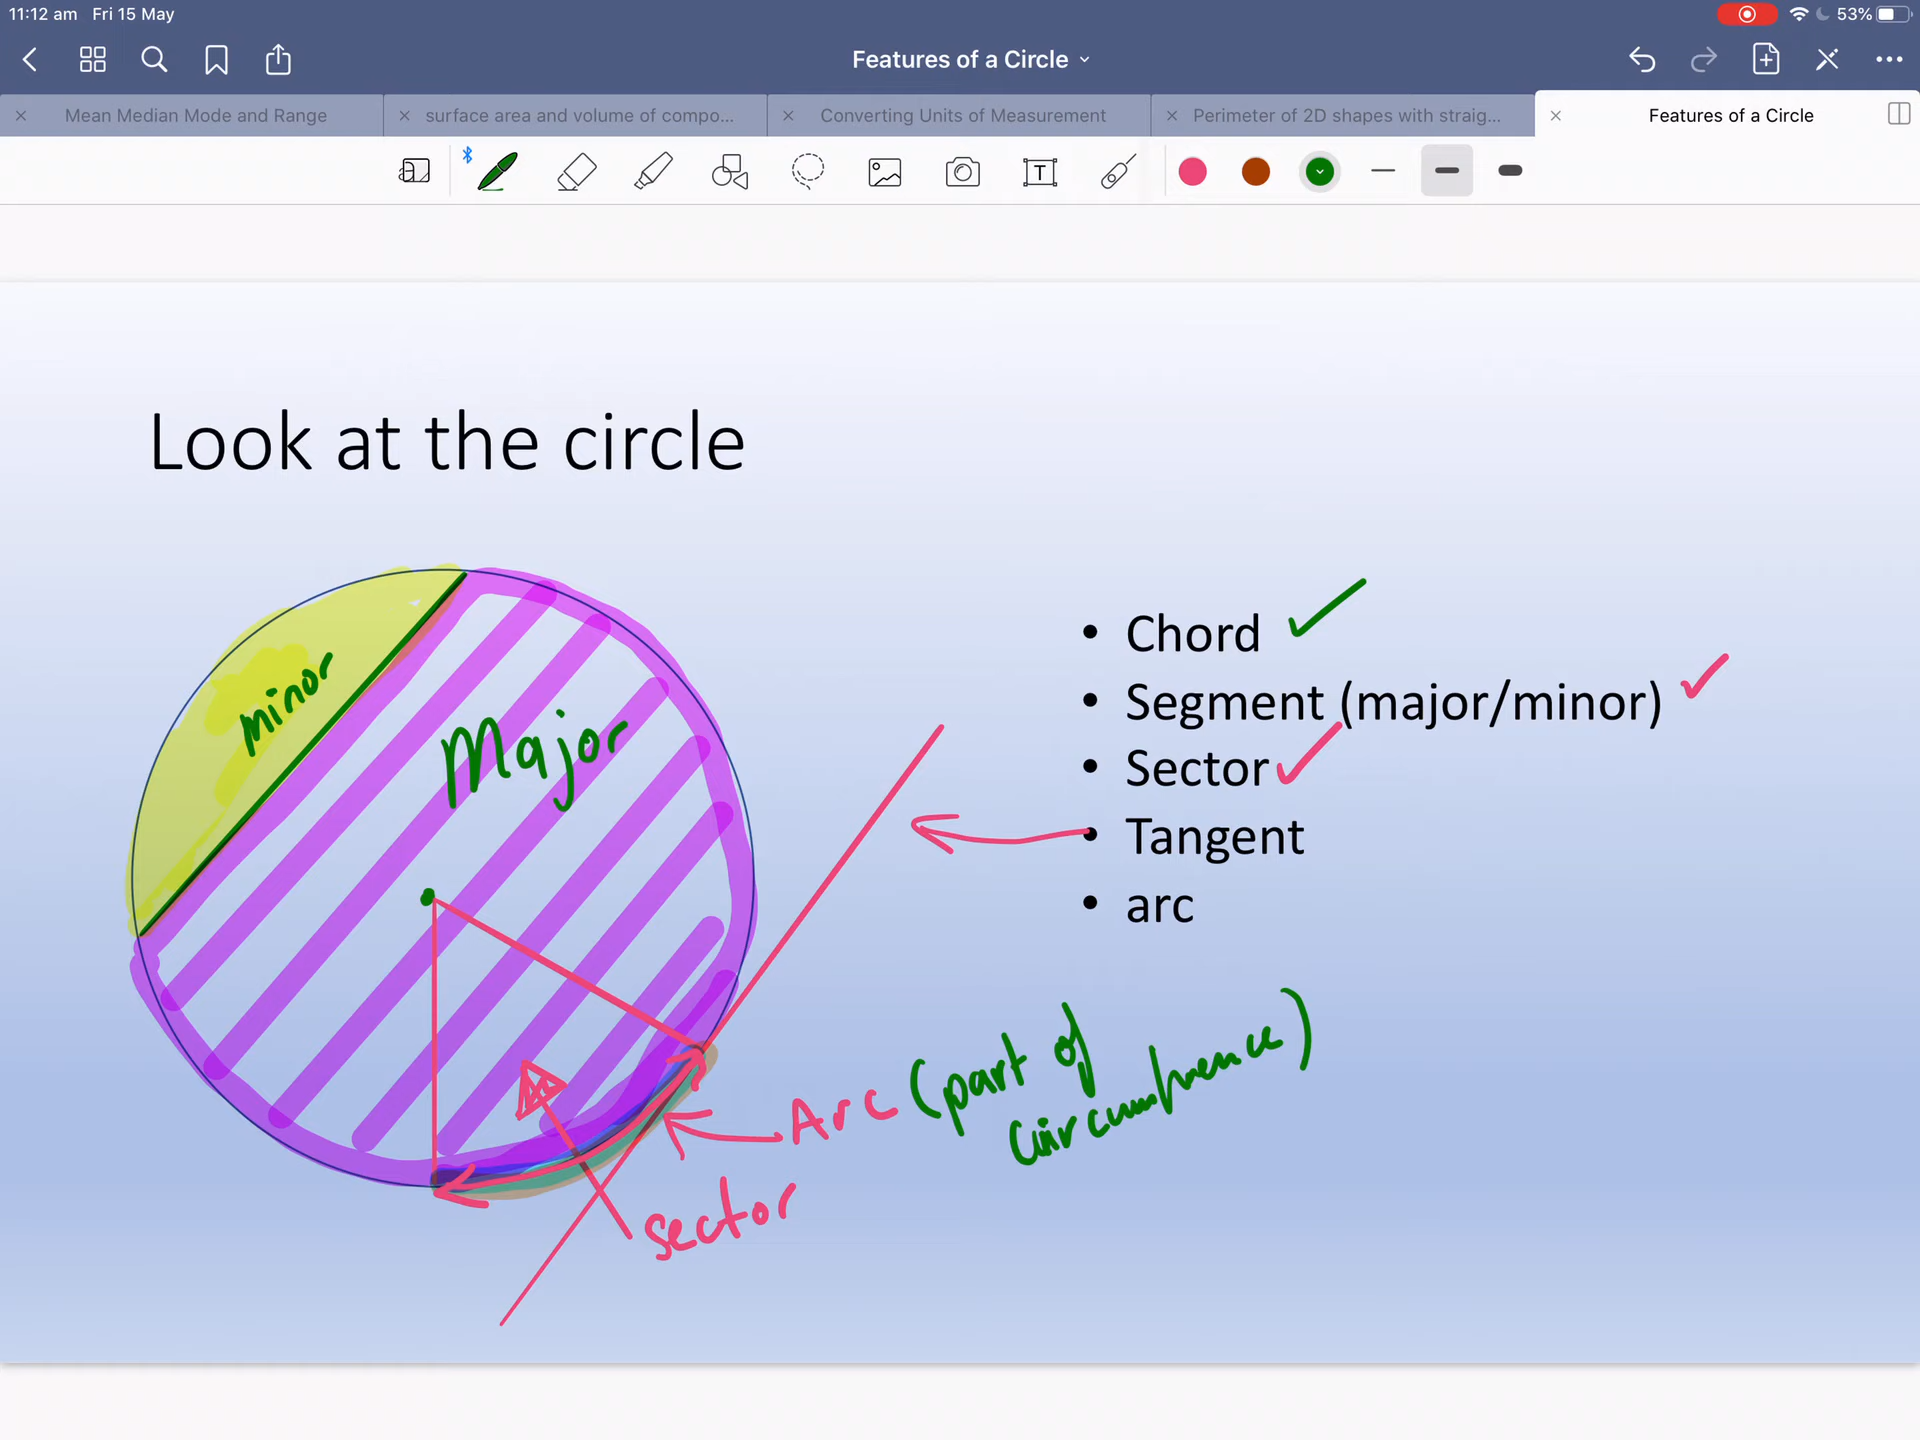 11:12 am Fri 15 May
53%
Features of a Circle
Mean Median Mode and Range
surface area and volume of compo...
Converting Units of Measurement
Perimeter of 2D shapes with straig...
Features of a Circle
T
Look at the circle
minor
Major
• Chord
• Segment (major/minor)
• Sector
• Tangent
• arc
Arc (part of
sector